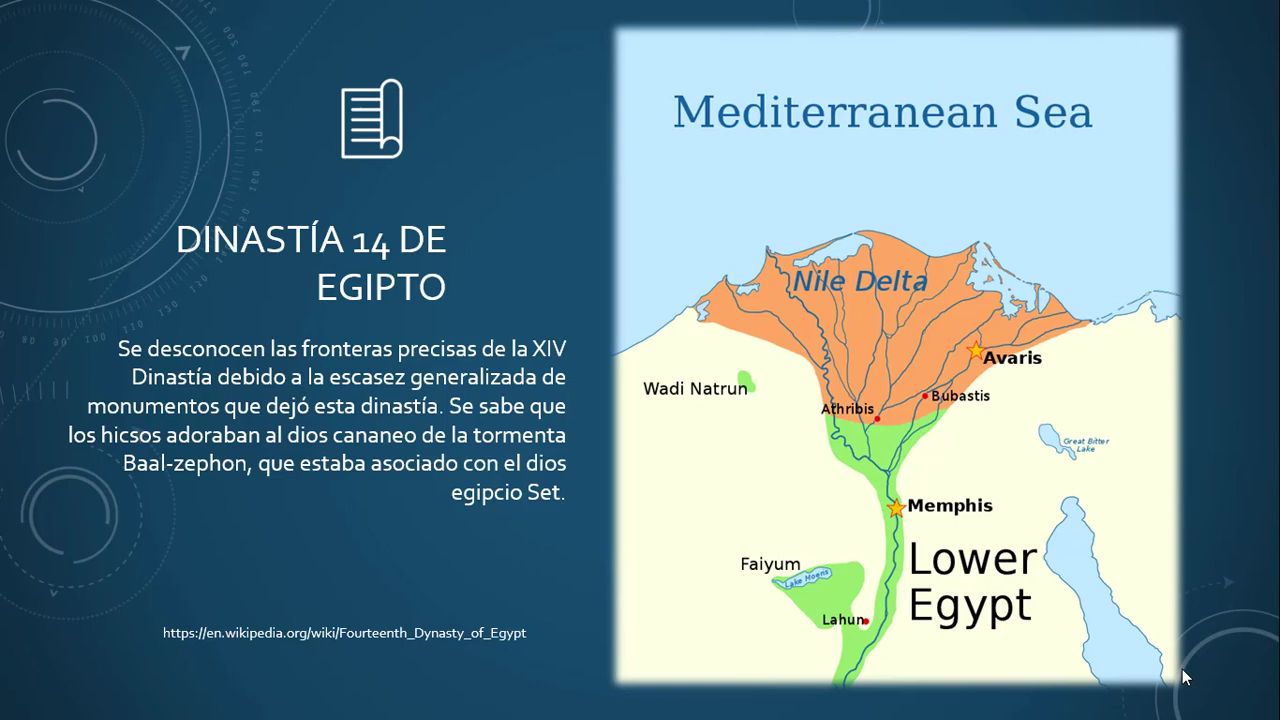 DINASTÍA 14 DE
EGIPTO
Se desconocen las fronteras precisas de la XIV
Dinastía debido a la escasez generalizada de
monumentos que dejó esta dinastía. Se sabe que
los hicsos adoraban al dios cananeo de la tormenta
Baal-zephon, que estaba asociado con el dios
egipcio Set.
https://en.wikipedia.org/wiki/Fourteenth_Dynasty_of_Egypt
Mediterranean Sea
Nile Delta
Avaris
Wadi Natrun
Bubastis
Athribis
Great Bitter
Lake
Memphis
Lower
Egypt
Faiyum
Lake Moeris
Lahun